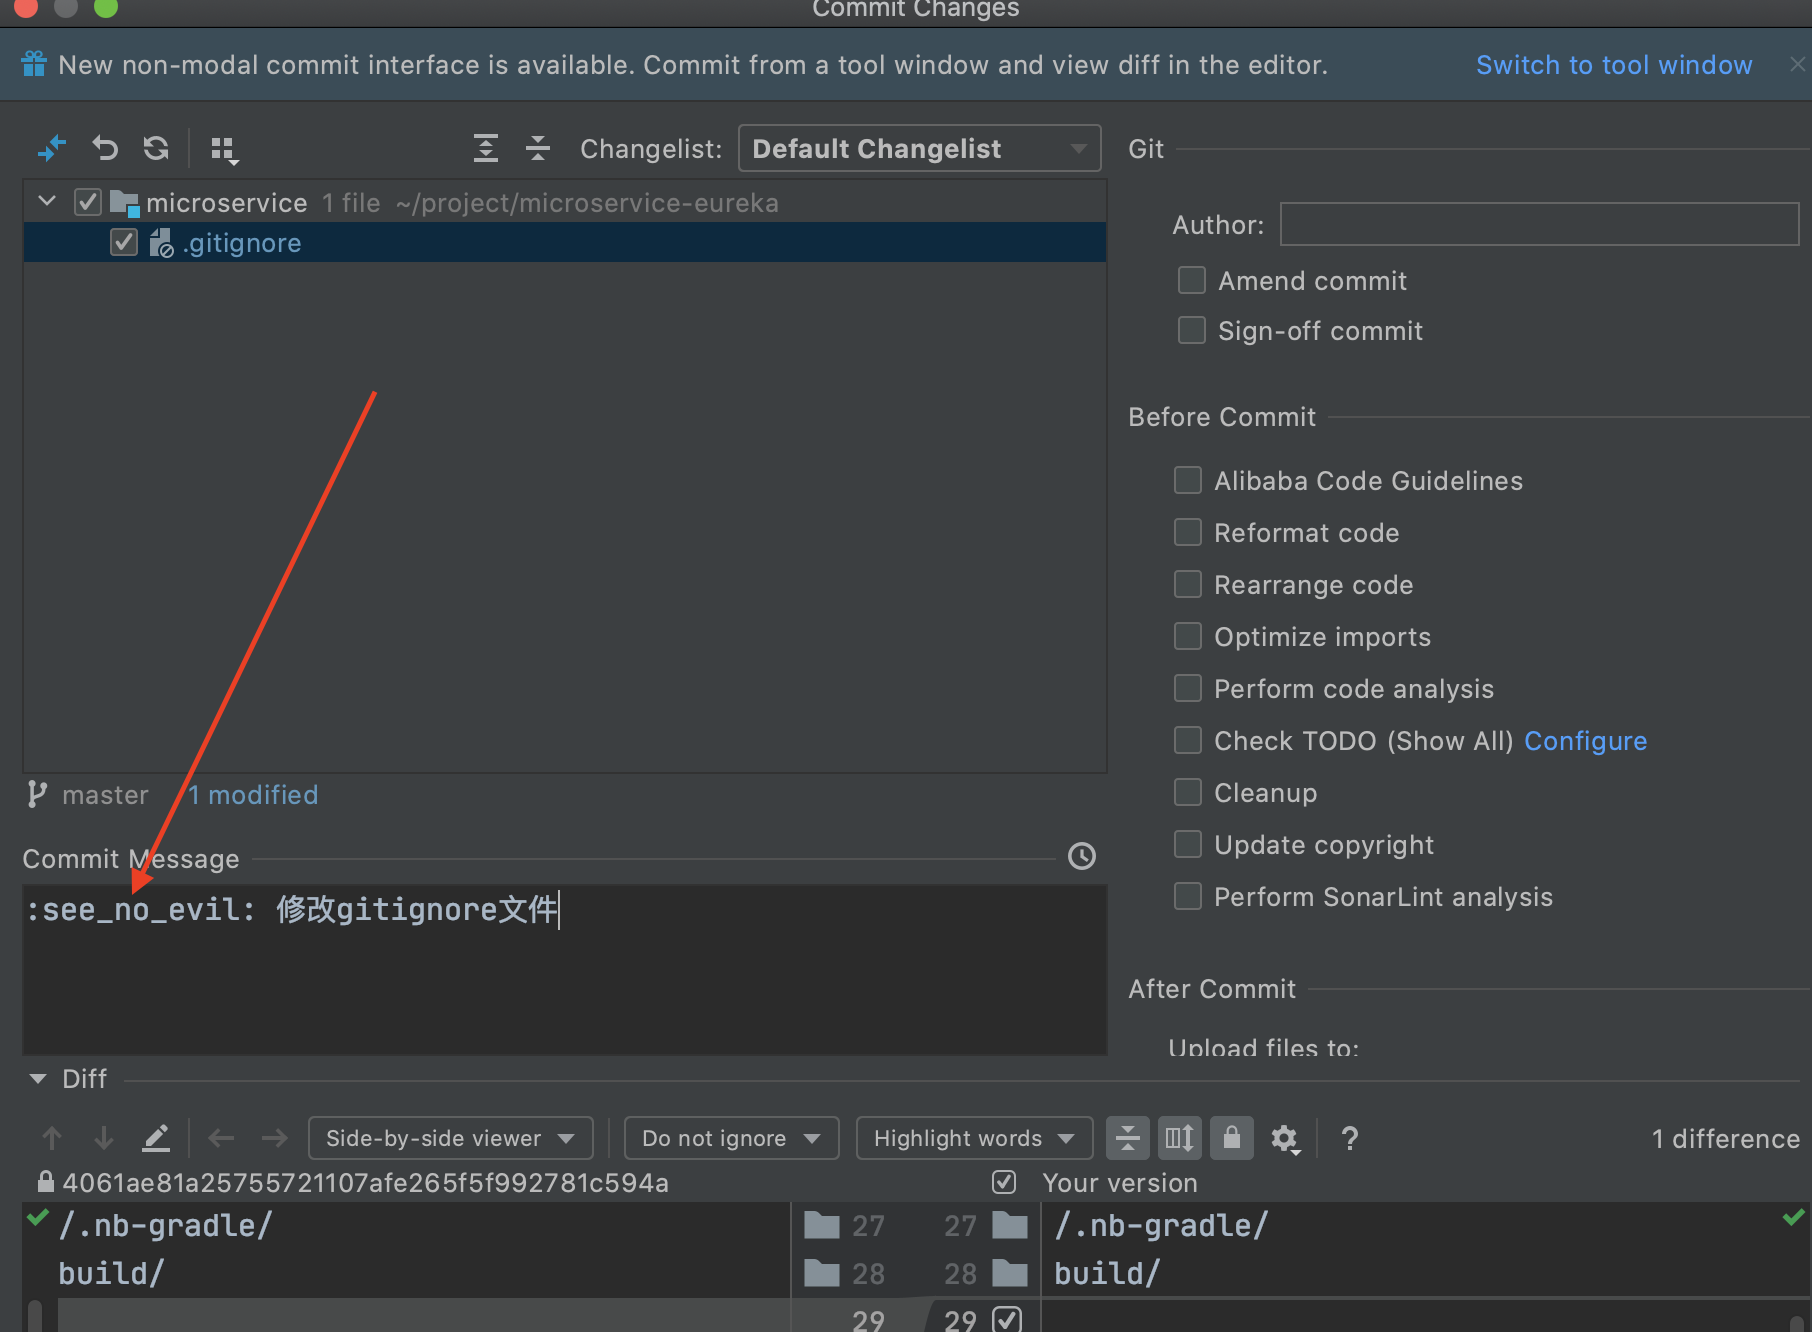 Commit Changes
New non-modal commit interface is available. Commit from a tool window and view diff in the editor.
Switch to tool window
Changelist:
Default Changelist
microservice 1 file ~/project/microservice-eureka
.gitignore
master 1 modified
Commit Message
:see_no_evil: 修改gitignore文件
Git
Author:
Amend commit
Sign-off commit
Before Commit
Alibaba Code Guidelines
Reformat code
Rearrange code
Optimize imports
Perform code analysis
Check TODO (Show All) Configure
Cleanup
Update copyright
Perform SonarLint analysis
After Commit
Upload files to:
Diff
Side-by-side viewer
Do not ignore
Highlight words
?
1 difference
4061ae81a25755721107afe265f5f992781c594a
Your version
/.nb-gradle/ 27 27 /.nb-gradle/
build/ 28 28 build/
29 29